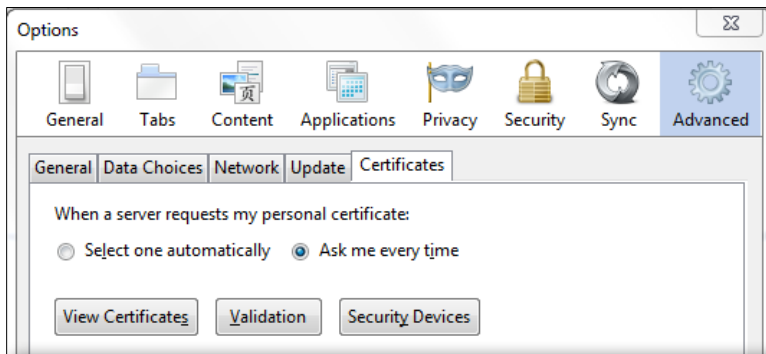 Options
页
General Tabs Content Applications Privacy Security Sync Advanced
General Data Choices Network Update Certificates
When a server requests my personal certificate:
Select one automatically Ask me every time
View Certificates Validation Security Devices